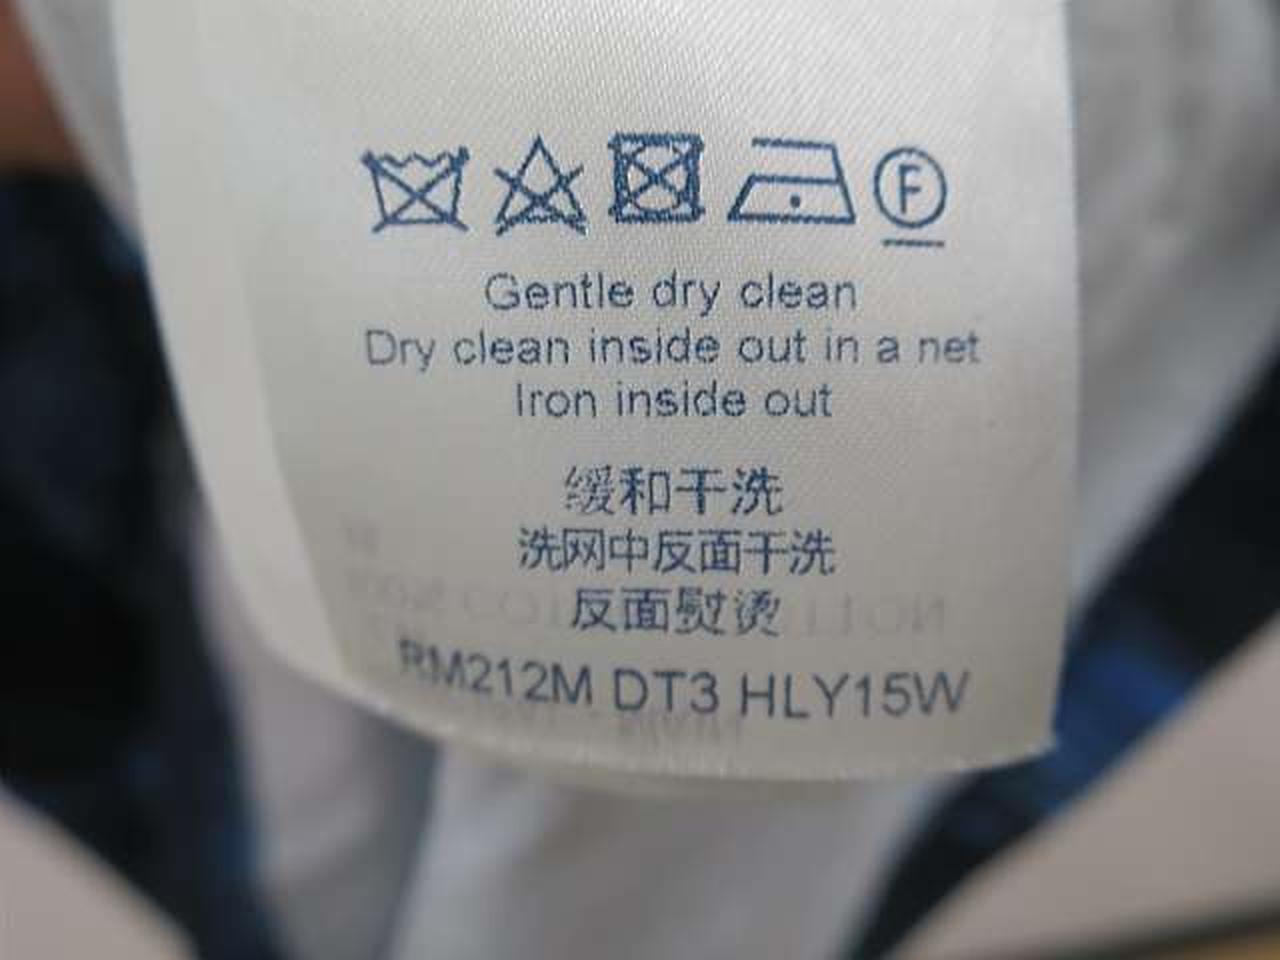 F
Gentle dry clean
Dry clean inside out in a net
Iron inside out
缓和干洗
洗网中反面干洗
反面熨烫
RM212M DT3 HLY15W